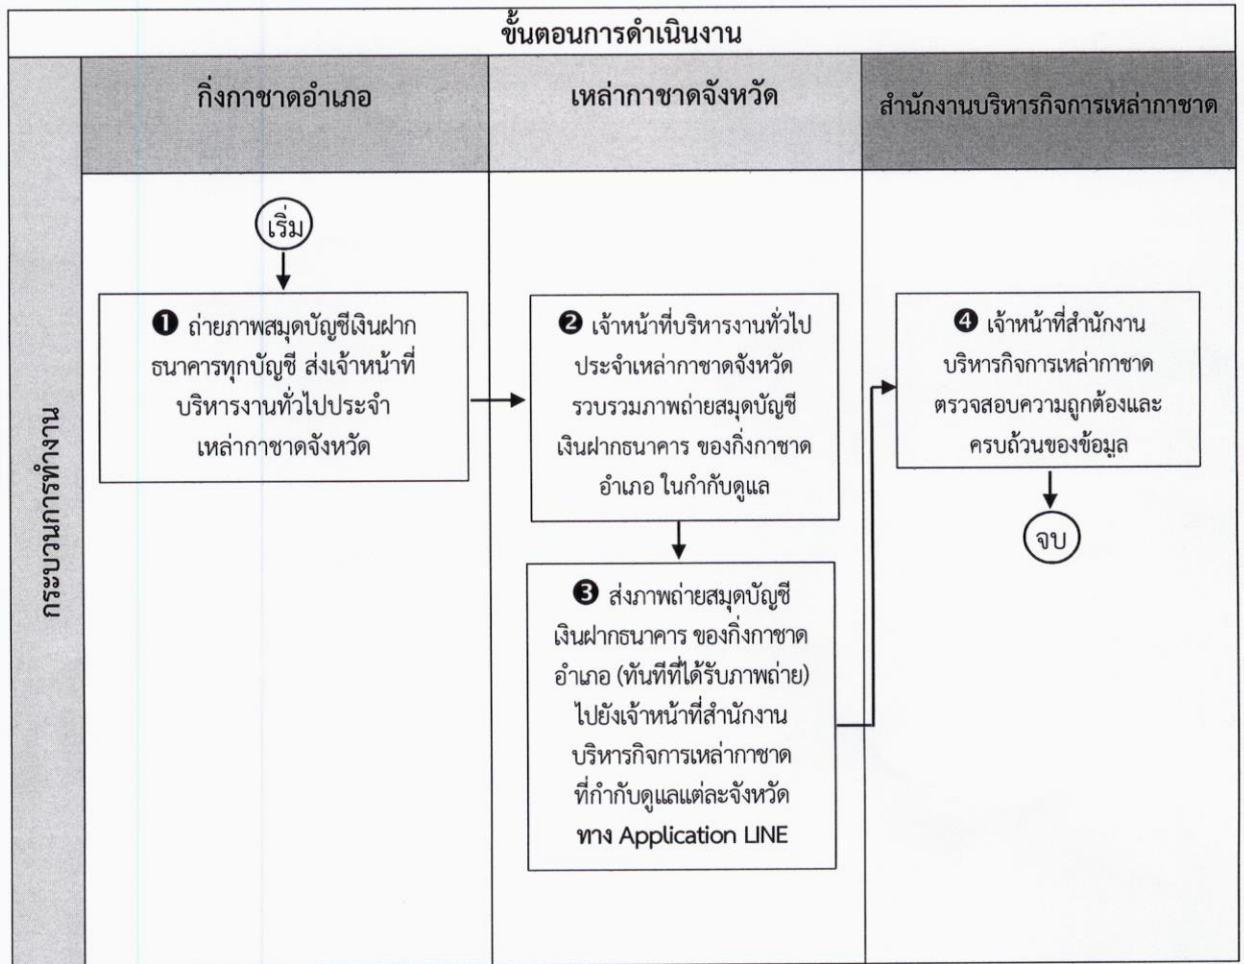 ขั้นตอนการดำเนินงาน
กิ่งกาชาดอำเภอ
เหล่ากาชาดจังหวัด
สำนักงานบริหารกิจการเหล่ากาชาด
กระบวนการทำงาน
เริ่ม
❶ ถ่ายภาพสมุดบัญชีเงินฝาก
ธนาคารทุกบัญชี ส่งเจ้าหน้าที่
บริหารงานทั่วไปประจำ
เหล่ากาชาดจังหวัด
❷ เจ้าหน้าที่บริหารงานทั่วไป
ประจำเหล่ากาชาดจังหวัด
รวบรวมภาพถ่ายสมุดบัญชี
เงินฝากธนาคาร ของกิ่งกาชาด
อำเภอ ในกำกับดูแล
❸ ส่งภาพถ่ายสมุดบัญชี
เงินฝากธนาคาร ของกิ่งกาชาด
อำเภอ (ทันทีที่ได้รับภาพถ่าย)
ไปยังเจ้าหน้าที่สำนักงาน
บริหารกิจการเหล่ากาชาด
ที่กำกับดูแลแต่ละจังหวัด
ทาง Application LINE
❹ เจ้าหน้าที่สำนักงาน
บริหารกิจการเหล่ากาชาด
ตรวจสอบความถูกต้องและ
ครบถ้วนของข้อมูล
จบ